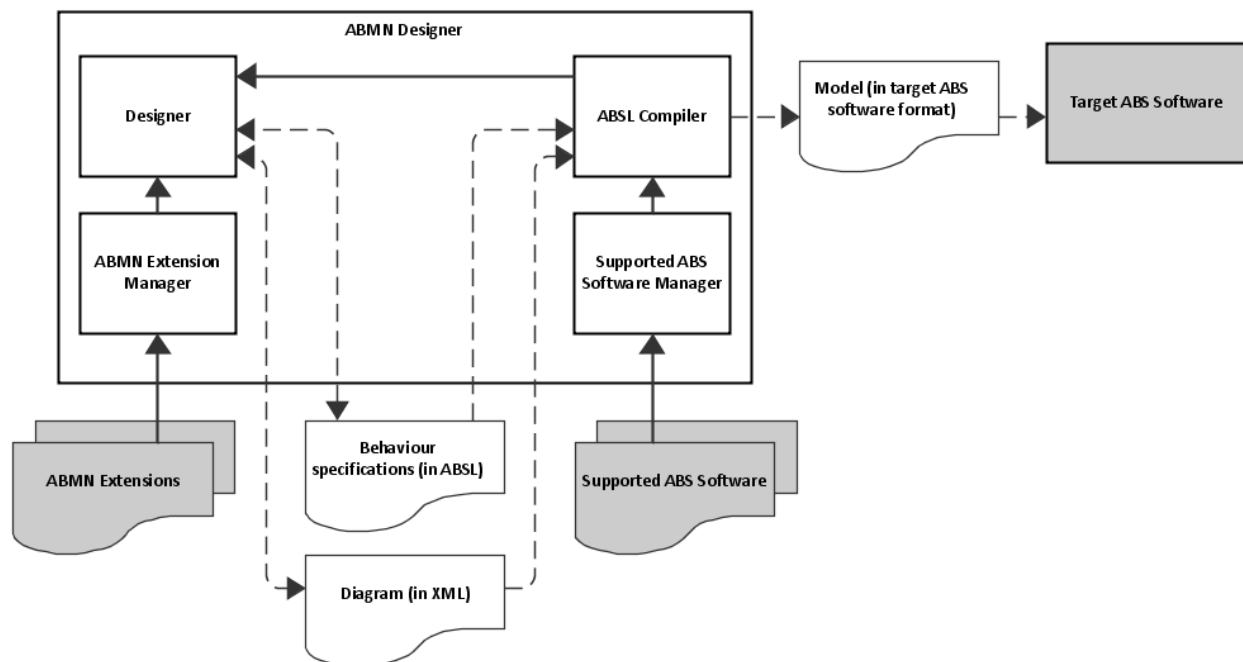 ABMN Designer
Designer
ABSL Compiler
Model (in target ABS
software format)
Target ABS Software
ABMN Extension
Manager
Supported ABS
Software Manager
Behaviour
specifications (in ABSL)
ABMN Extensions
Supported ABS Software
Diagram (in XML)